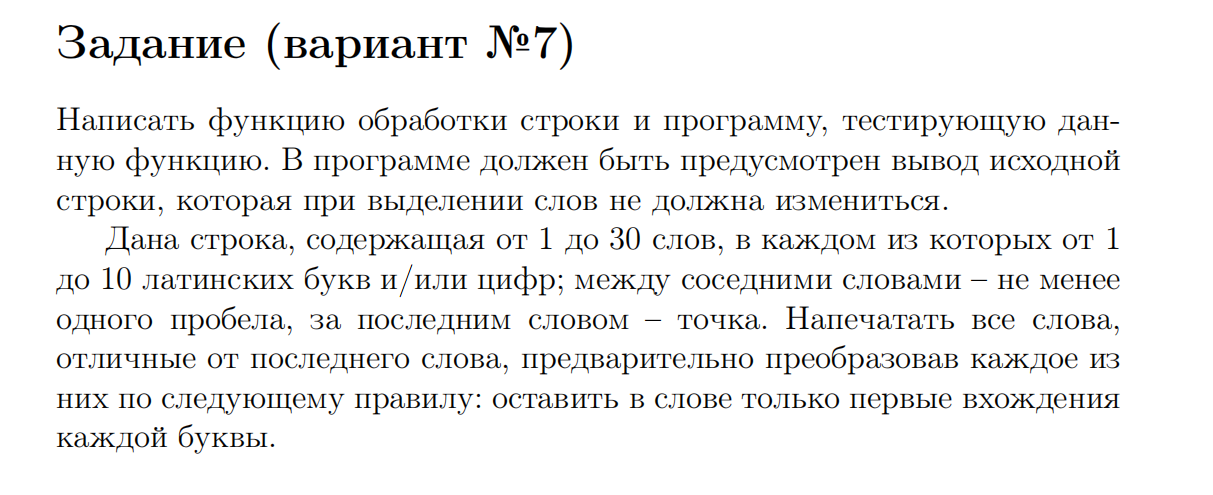 Задание (вариант №7)
Написать функцию обработки строки и программу, тестирующую дан-
ную функцию. В программе должен быть предусмотрен вывод исходной
строки, которая при выделении слов не должна измениться.
Дана строка, содержащая от 1 до 30 слов, в каждом из которых от 1
до 10 латинских букв и/или цифр; между соседними словами – не менее
одного пробела, за последним словом – точка. Напечатать все слова,
отличные от последнего слова, предварительно преобразовав каждое из
них по следующему правилу: оставить в слове только первые вхождения
каждой буквы.